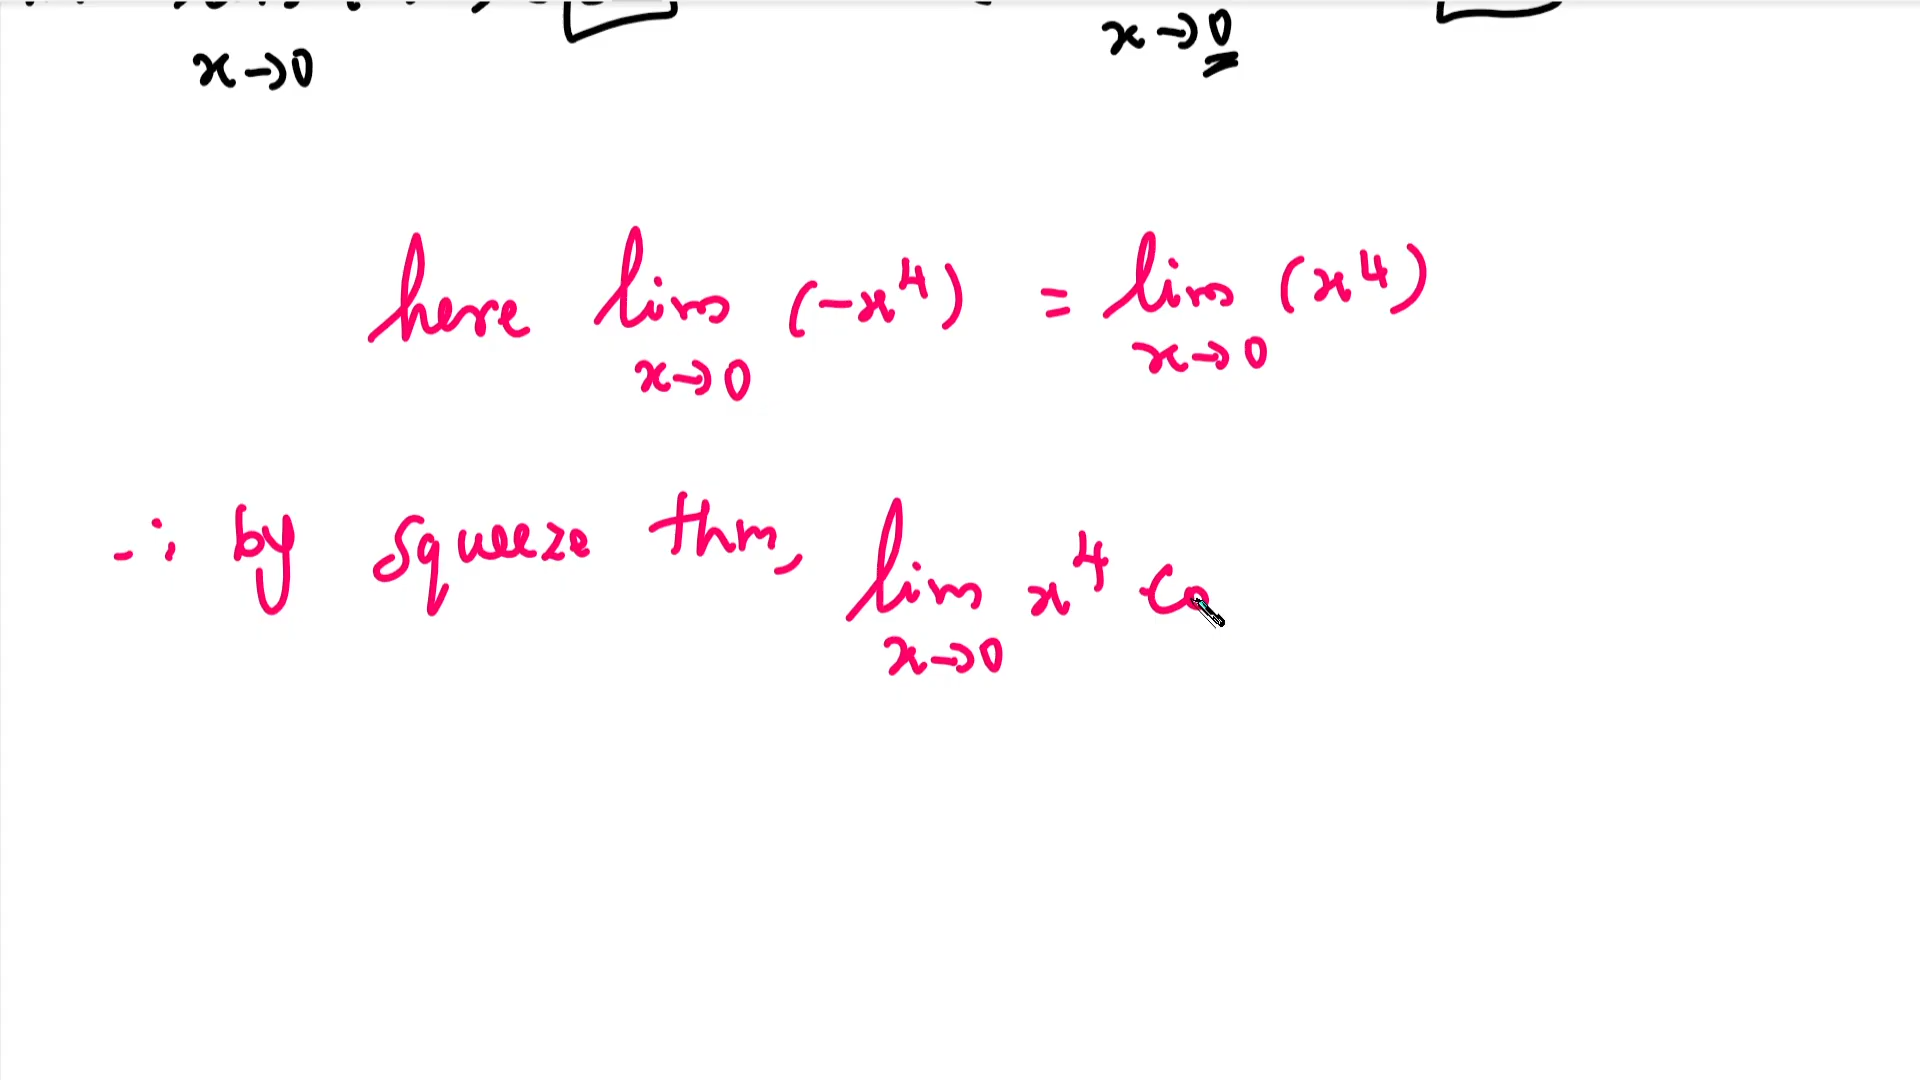 x→0 x→0
here lim (-x⁴) = lim (x⁴)
x→0 x→0
∴ by squeeze thm, lim x⁴ co
x→0